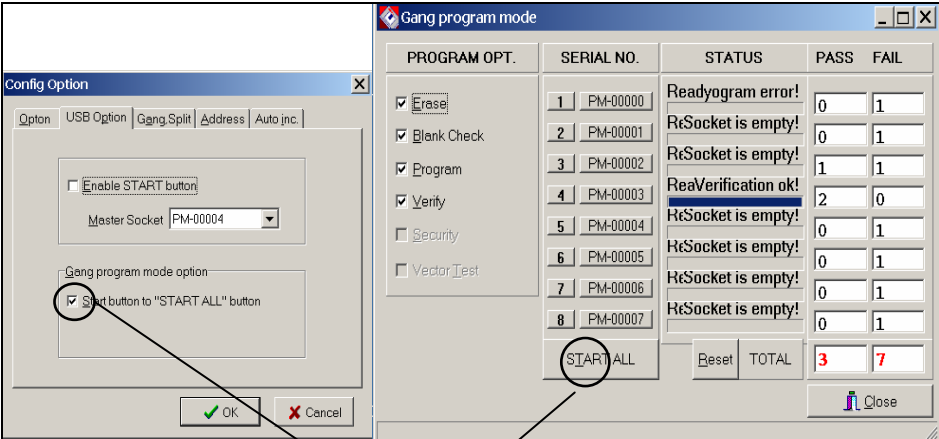 Config Option
Opton USB Option Gang.Split Address Auto inc.
Enable START button
Master Socket PM-00004
Gang program mode option
Start button to "START ALL" button
OK Cancel
Gang program mode
PROGRAM OPT. SERIAL NO. STATUS PASS FAIL
Erase
Blank Check
Program
Verify
Security
Vector Test
1 PM-00000 Readyogram error! 0 1
2 PM-00001 ReSocket is empty! 0 1
3 PM-00002 ReSocket is empty! 1 1
4 PM-00003 ReaVerification ok! 2 0
5 PM-00004 ReSocket is empty! 0 1
6 PM-00005 ReSocket is empty! 0 1
7 PM-00006 ReSocket is empty! 0 1
8 PM-00007 ReSocket is empty! 0 1
START ALL Reset TOTAL 3 7
Close